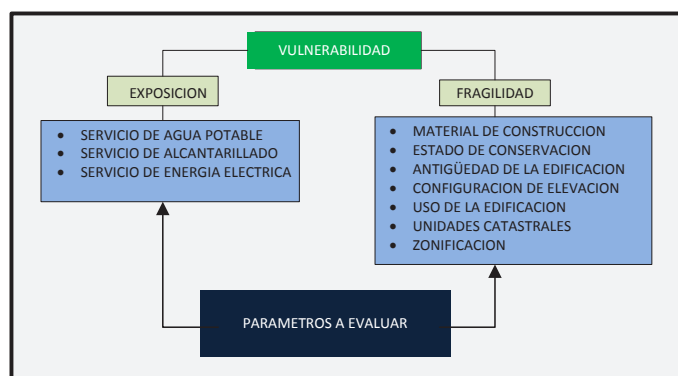 VULNERABILIDAD
EXPOSICION
FRAGILIDAD
• SERVICIO DE AGUA POTABLE
• SERVICIO DE ALCANTARILLADO
• SERVICIO DE ENERGIA ELECTRICA
• MATERIAL DE CONSTRUCCION
• ESTADO DE CONSERVACION
• ANTIGÜEDAD DE LA EDIFICACION
• CONFIGURACION DE ELEVACION
• USO DE LA EDIFICACION
• UNIDADES CATASTRALES
• ZONIFICACION
PARAMETROS A EVALUAR